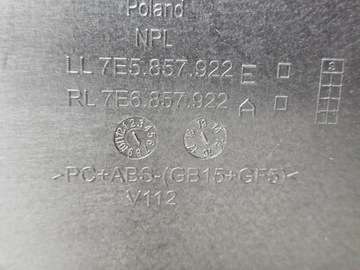 Poland
NPL
LL 7E5.857.922 E
RL 7E6.857.922 A
>PC+ABS-(GB15+GF5)<
V112